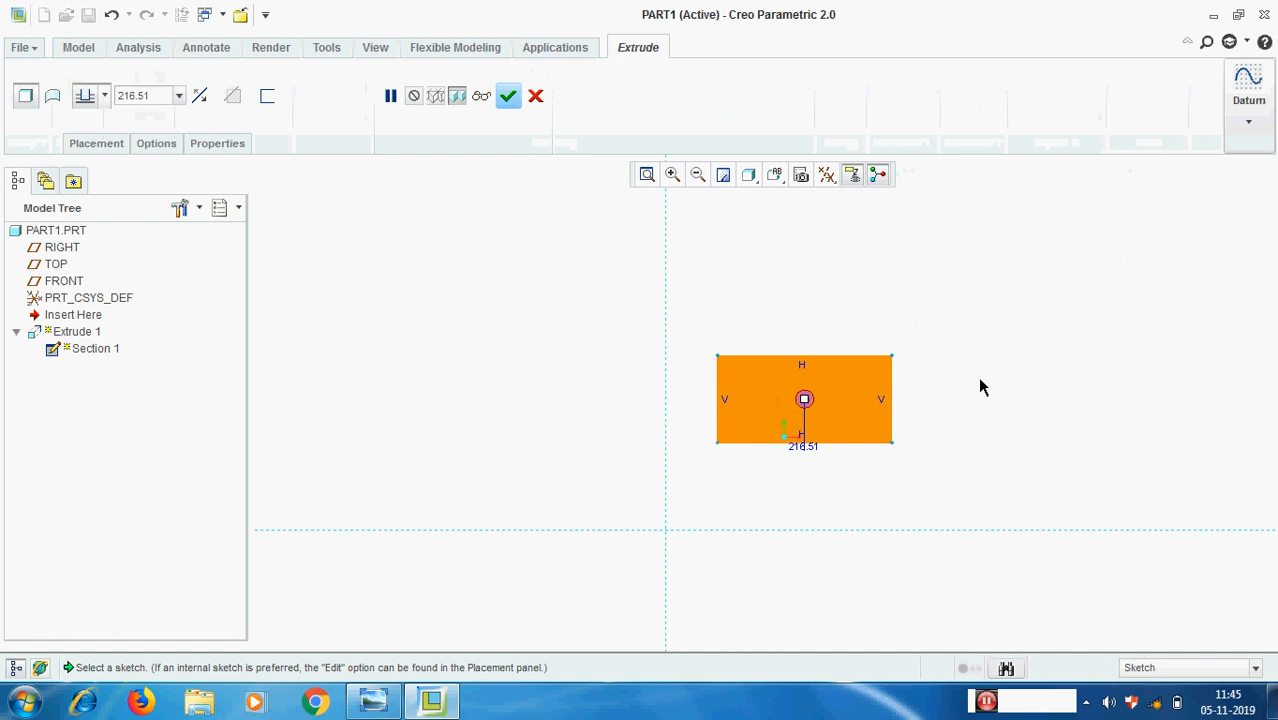 PART1 (Active) - Creo Parametric 2.0
File Model Analysis Annotate Render Tools View Flexible Modeling Applications Extrude
216.51
Datum
Placement Options Properties
Model Tree
PART1.PRT
RIGHT
TOP
FRONT
PRT_CSYS_DEF
Insert Here
Extrude 1
Section 1
H
V V
H
216.51
Select a sketch. (If an internal sketch is preferred, the "Edit" option can be found in the Placement panel.)
Sketch
11:45
05-11-2019